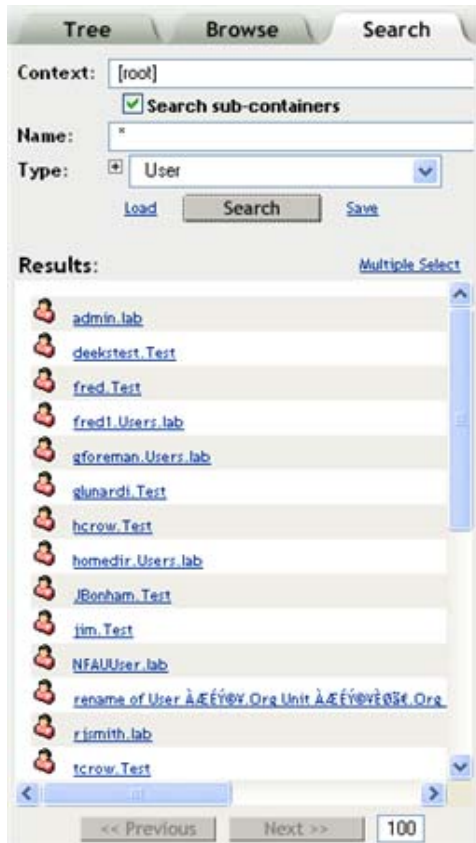 Tree Browse Search
Context: [root]
Search sub-containers
Name: *
Type: User
Load Search Save
Results: Multiple Select
admin.lab
deekstest.Test
fred.Test
fred1.Users.lab
gforeman.Users.lab
glunardi.Test
hcrow.Test
homedir.Users.lab
JBonham.Test
jim.Test
NFAUUser.lab
rename of User ÀÆÉÝ®¥.Org Unit ÀÆÉÝ®¥ÈØ§€.Org
rjsmith.lab
tcrow.Test
<< Previous Next >> 100